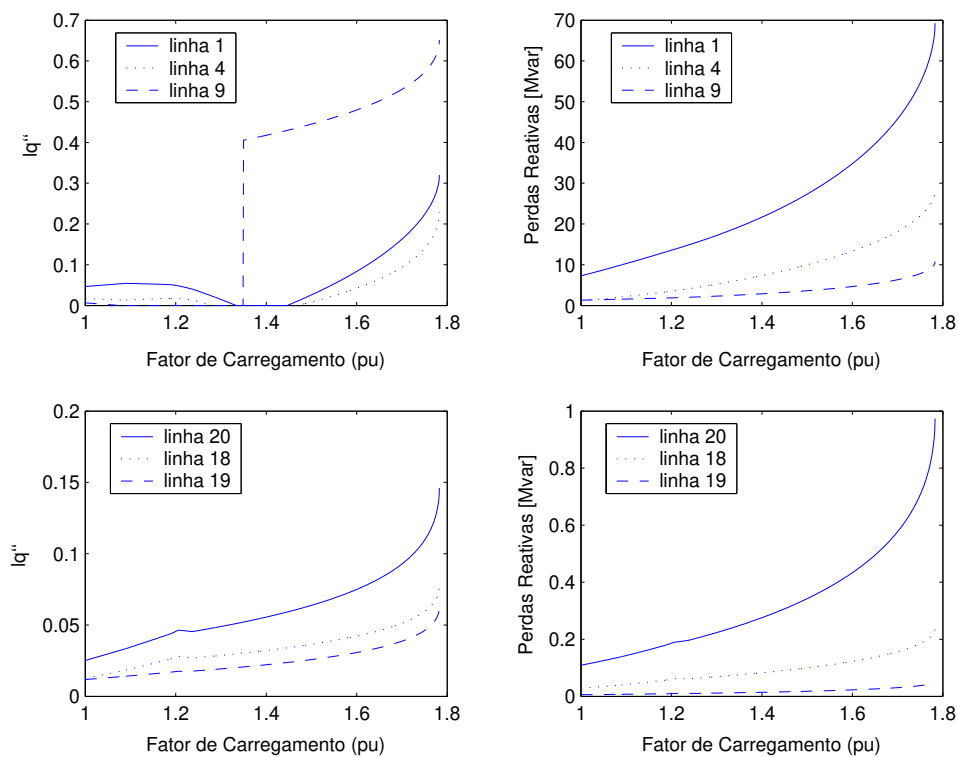 0.7
0.6
0.5
0.4
0.3
0.2
0.1
0
1
1.2
1.4
1.6
1.8
Iq“
Fator de Carregamento (pu)
linha 1
linha 4
linha 9
70
60
50
40
30
20
10
0
1
1.2
1.4
1.6
1.8
Perdas Reativas [Mvar]
Fator de Carregamento (pu)
linha 1
linha 4
linha 9
0.2
0.15
0.1
0.05
0
1
1.2
1.4
1.6
1.8
Iq“
Fator de Carregamento (pu)
linha 20
linha 18
linha 19
1
0.8
0.6
0.4
0.2
0
1
1.2
1.4
1.6
1.8
Perdas Reativas [Mvar]
Fator de Carregamento (pu)
linha 20
linha 18
linha 19